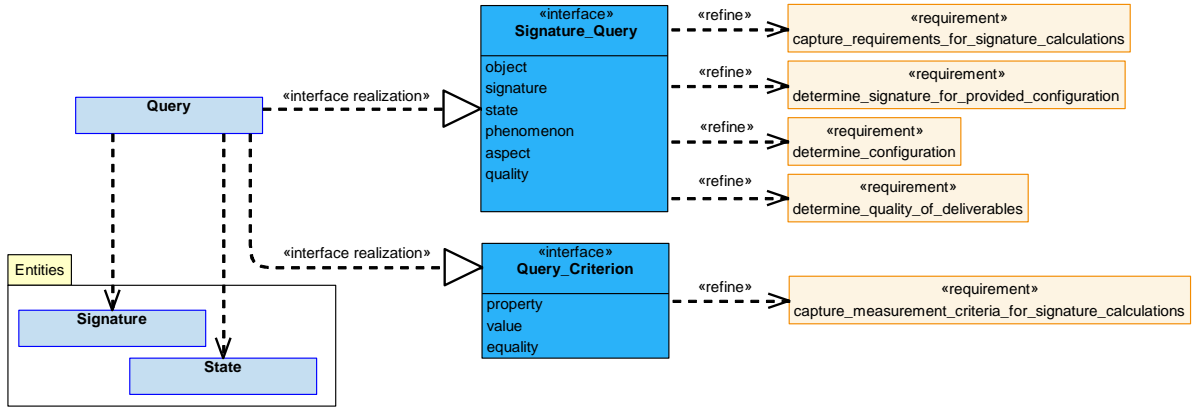 «interface»
Signature_Query
object
signature
state
phenomenon
aspect
quality
«refine»
«requirement»
capture_requirements_for_signature_calculations
«refine»
«requirement»
determine_signature_for_provided_configuration
«refine»
«requirement»
determine_configuration
«refine»
«requirement»
determine_quality_of_deliverables
Query
«interface realization»
«interface realization»
«interface»
Query_Criterion
property
value
equality
«refine»
«requirement»
capture_measurement_criteria_for_signature_calculations
Entities
Signature
State